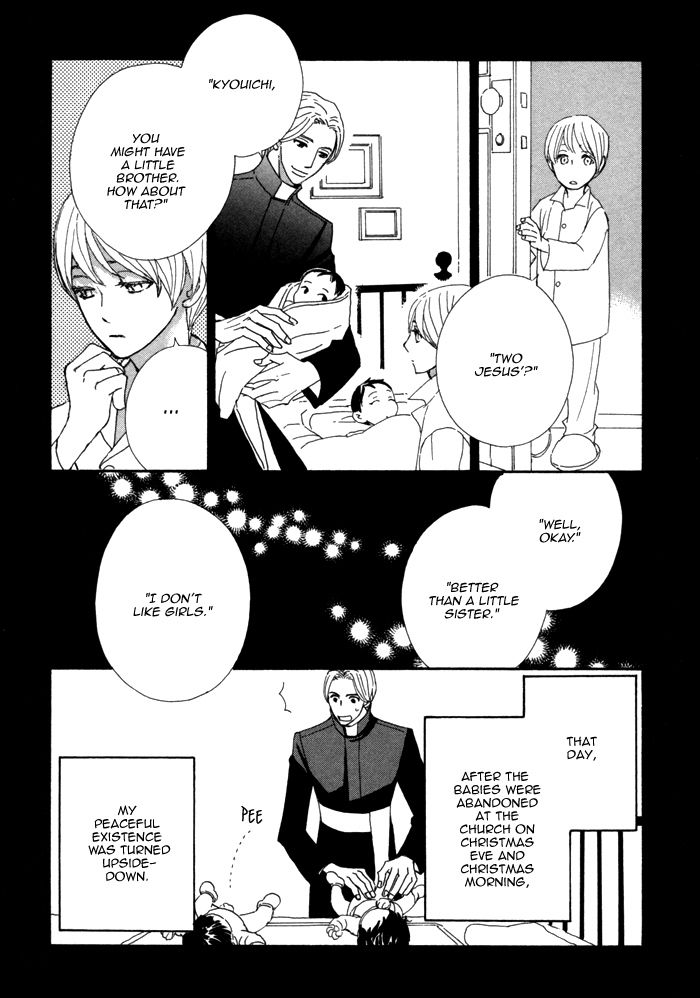 "TWO
JESUS'?"
"KYOUICHI,
YOU
MIGHT HAVE
A LITTLE
BROTHER.
HOW ABOUT
THAT?"
...
"WELL,
OKAY."
"BETTER
THAN A LITTLE
SISTER."
"I DON'T
LIKE GIRLS."
THAT
DAY,
AFTER THE
BABIES WERE
ABANDONED
AT THE
CHURCH ON
CHRISTMAS
EVE AND
CHRISTMAS
MORNING,
PEE
MY
PEACEFUL
EXISTENCE
WAS TURNED
UPSIDE-
DOWN.